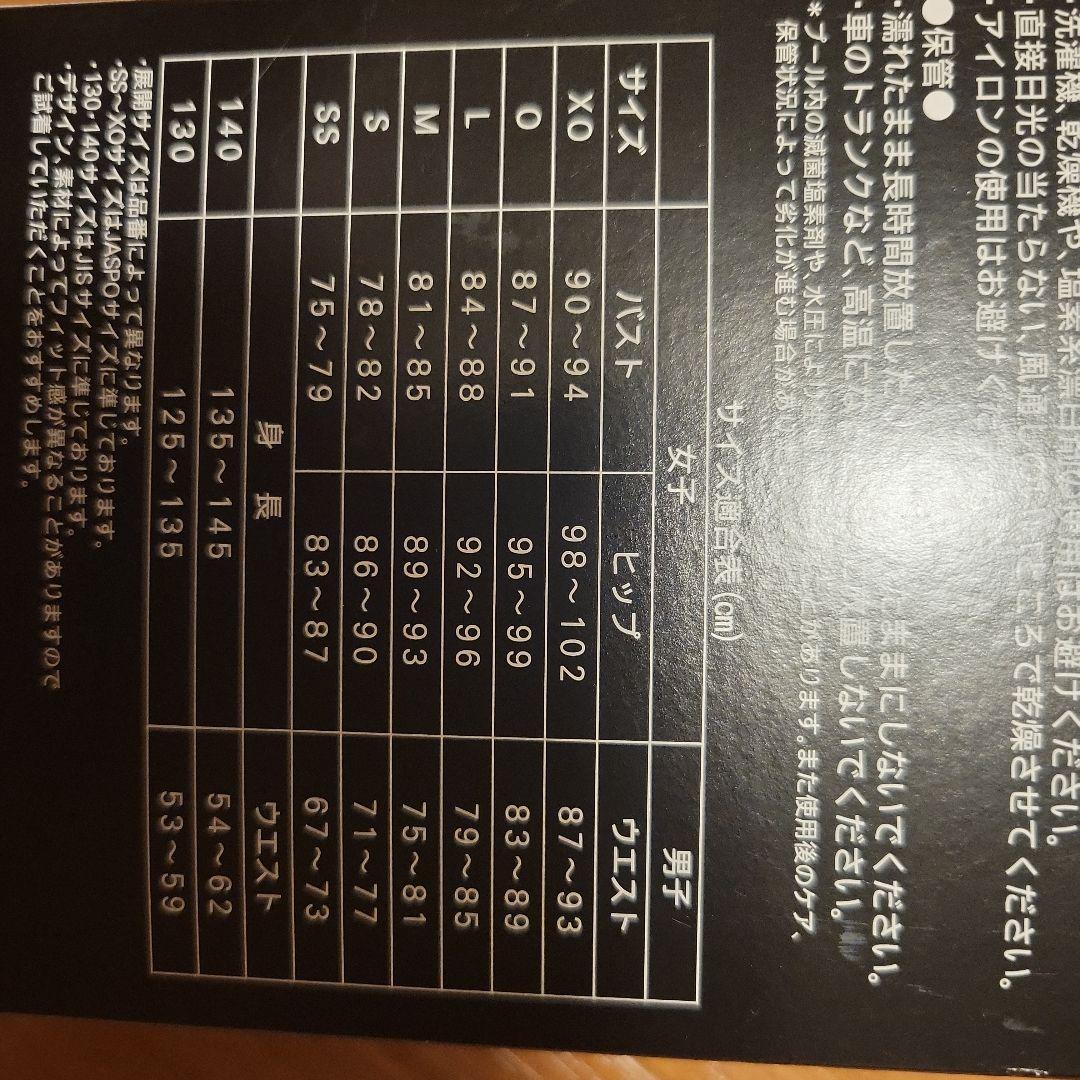 ・洗濯機、乾燥機や、塩素系漂白剤の使用はお避けください。
・直接日光の当たらない、風通し ところで乾燥させてください。
・アイロンの使用はお避けく
●保管●
・濡れたまま長時間放置した ままにしないでください。
・車のトランクなど、高温に 置しないでください。
＊プール内の滅菌塩素剤や、水圧により があります。また使用後のケア、
保管状況によって劣化が進む場合があ
サイズ適合表(cm)
女子 男子
サイズ バスト ヒップ ウエスト
XO 90～94 98～102 87～93
O 87～91 95～99 83～89
L 84～88 92～96 79～85
M 81～85 89～93 75～81
S 78～82 86～90 71～77
SS 75～79 83～87 67～73
身長 ウエスト
140 135～145 54～62
130 125～135 53～59
・展開サイズは品番によって異なります。
・SS～XOサイズはJASPOサイズに準じております。
・130・140サイズはJISサイズに準じております。
・デザイン、素材によってフィット感が異なることがありますので
ご試着していただくことをおすすめします。